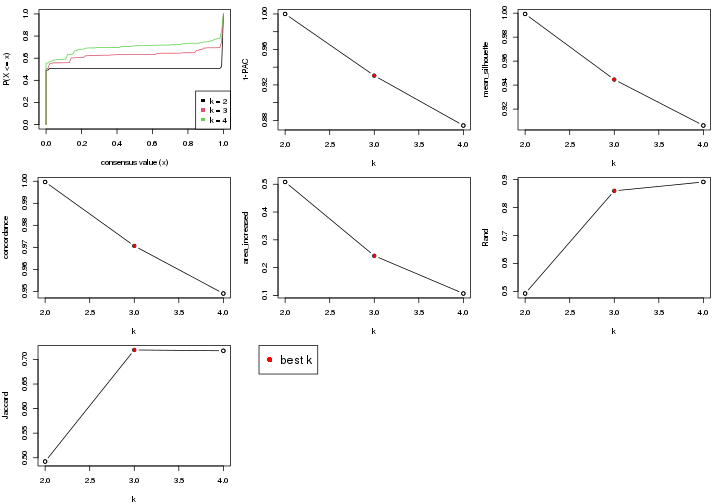 P(X <= x)
0.0 0.2 0.4 0.6 0.8 1.0
k = 2
k = 3
k = 4
0.0 0.2 0.4 0.6 0.8 1.0
consensus value (x)
1-PAC
0.88 0.92 0.96 1.00
2.0 2.5 3.0 3.5 4.0
k
mean_silhouette
0.92 0.94 0.96 0.98 1.00
2.0 2.5 3.0 3.5 4.0
k
concordance
0.95 0.96 0.97 0.98 0.99 1.00
2.0 2.5 3.0 3.5 4.0
k
area_increased
0.1 0.2 0.3 0.4 0.5
2.0 2.5 3.0 3.5 4.0
k
Rand
0.5 0.6 0.7 0.8 0.9
2.0 2.5 3.0 3.5 4.0
k
Jaccard
0.50 0.55 0.60 0.65 0.70
2.0 2.5 3.0 3.5 4.0
k
best k